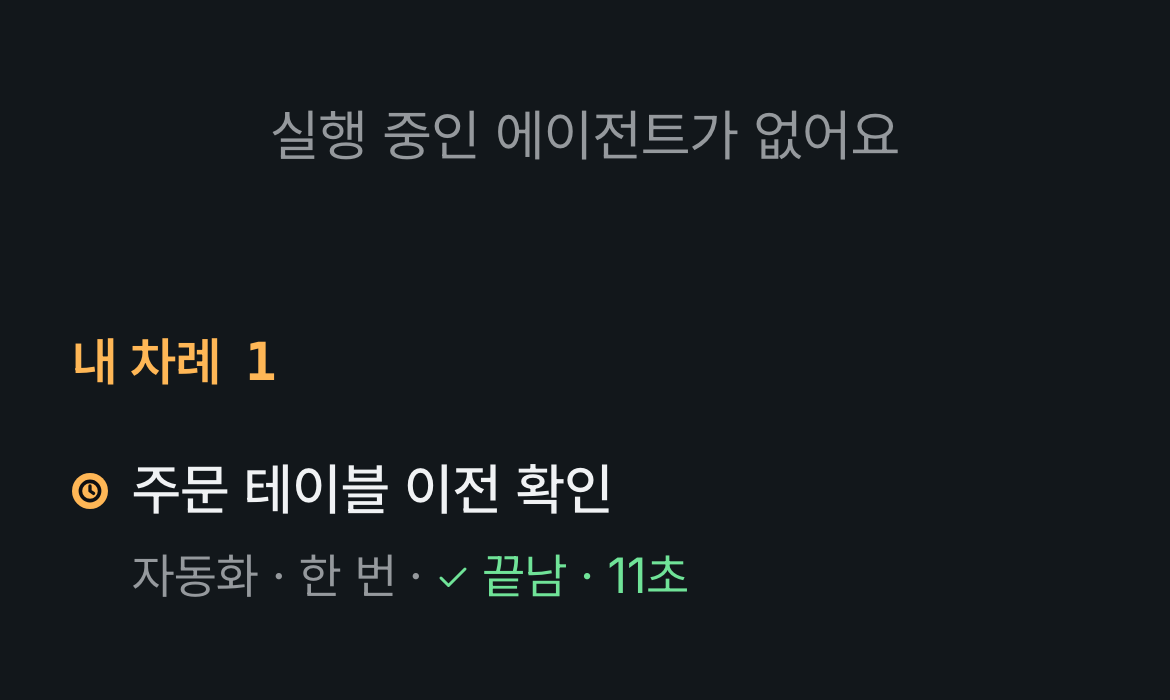 실행 중인 에이전트가 없어요
내 차례 1
주문 테이블 이전 확인
자동화 · 한 번 · ✓ 끝남 · 11초